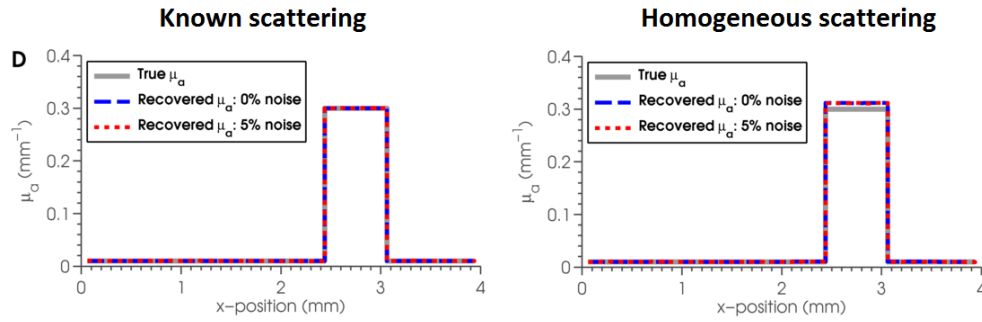 Known scattering
Homogeneous scattering
D
0.4
0.3
0.2
0.1
0
μa (mm−1)
True μa
Recovered μa: 0% noise
Recovered μa: 5% noise
0 1 2 3 4
x–position (mm)
0.4
0.3
0.2
0.1
0
μa (mm−1)
True μa
Recovered μa: 0% noise
Recovered μa: 5% noise
0 1 2 3 4
x–position (mm)